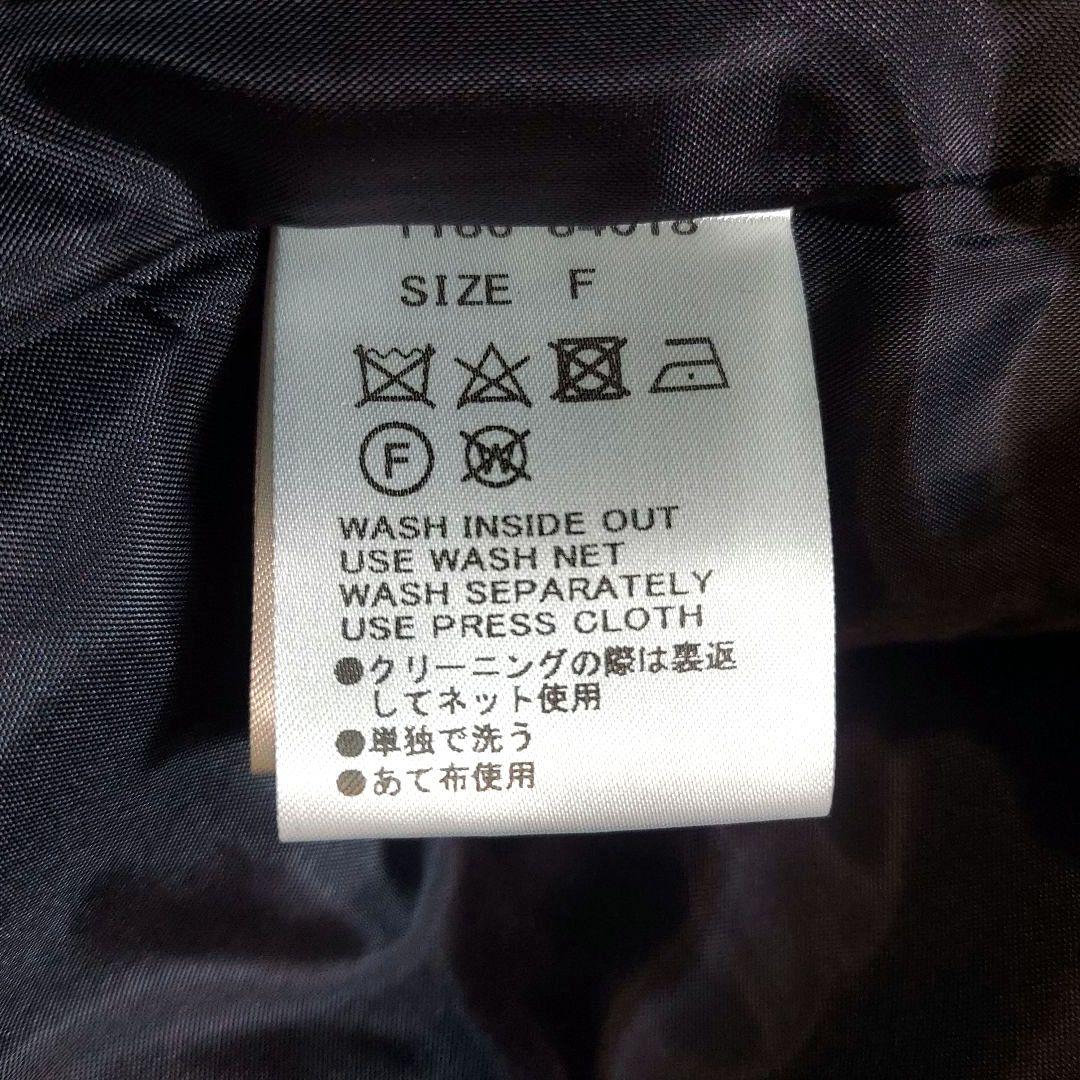 SIZE F
F
W
WASH INSIDE OUT
USE WASH NET
WASH SEPARATELY
USE PRESS CLOTH
●クリーニングの際は裏返
してネット使用
●単独で洗う
●あて布使用